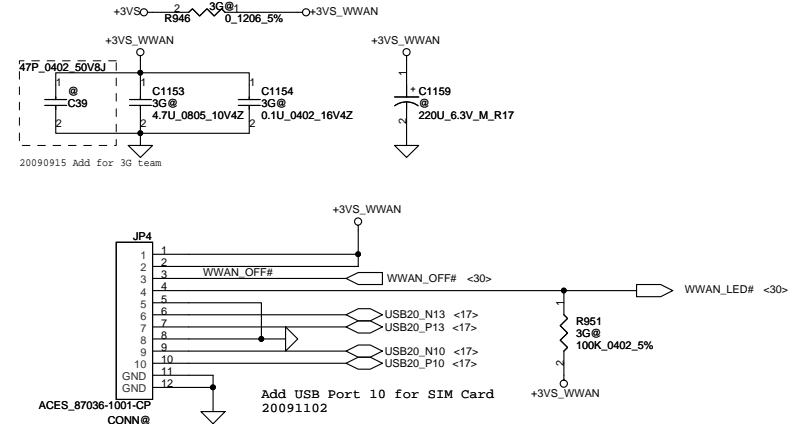 +3VS 2 3G@ 1 +3VS_WWAN
R946 0_1206_5%
+3VS_WWAN
+3VS_WWAN
47P_0402_50V8J
1 @ C39 2
1 C1153 3G@ 4.7U_0805_10V4Z 2
1 C1154 3G@ 0.1U_0402_16V4Z 2
1 + C1159 @ 220U_6.3V_M_R17 2
20090915 Add for 3G team
+3VS_WWAN
JP4
1 1
2 2
3 3 WWAN_OFF# WWAN_OFF# <30>
4 4 WWAN_LED# <30>
5 5
6 6 USB20_N13 <17>
7 7 USB20_P13 <17>
8 8
9 9 USB20_N10 <17>
10 10 USB20_P10 <17>
GND 11
GND 12
1 R951 3G@ 100K_0402_5% 2
+3VS_WWAN
ACES_87036-1001-CP
CONN@
Add USB Port 10 for SIM Card
20091102